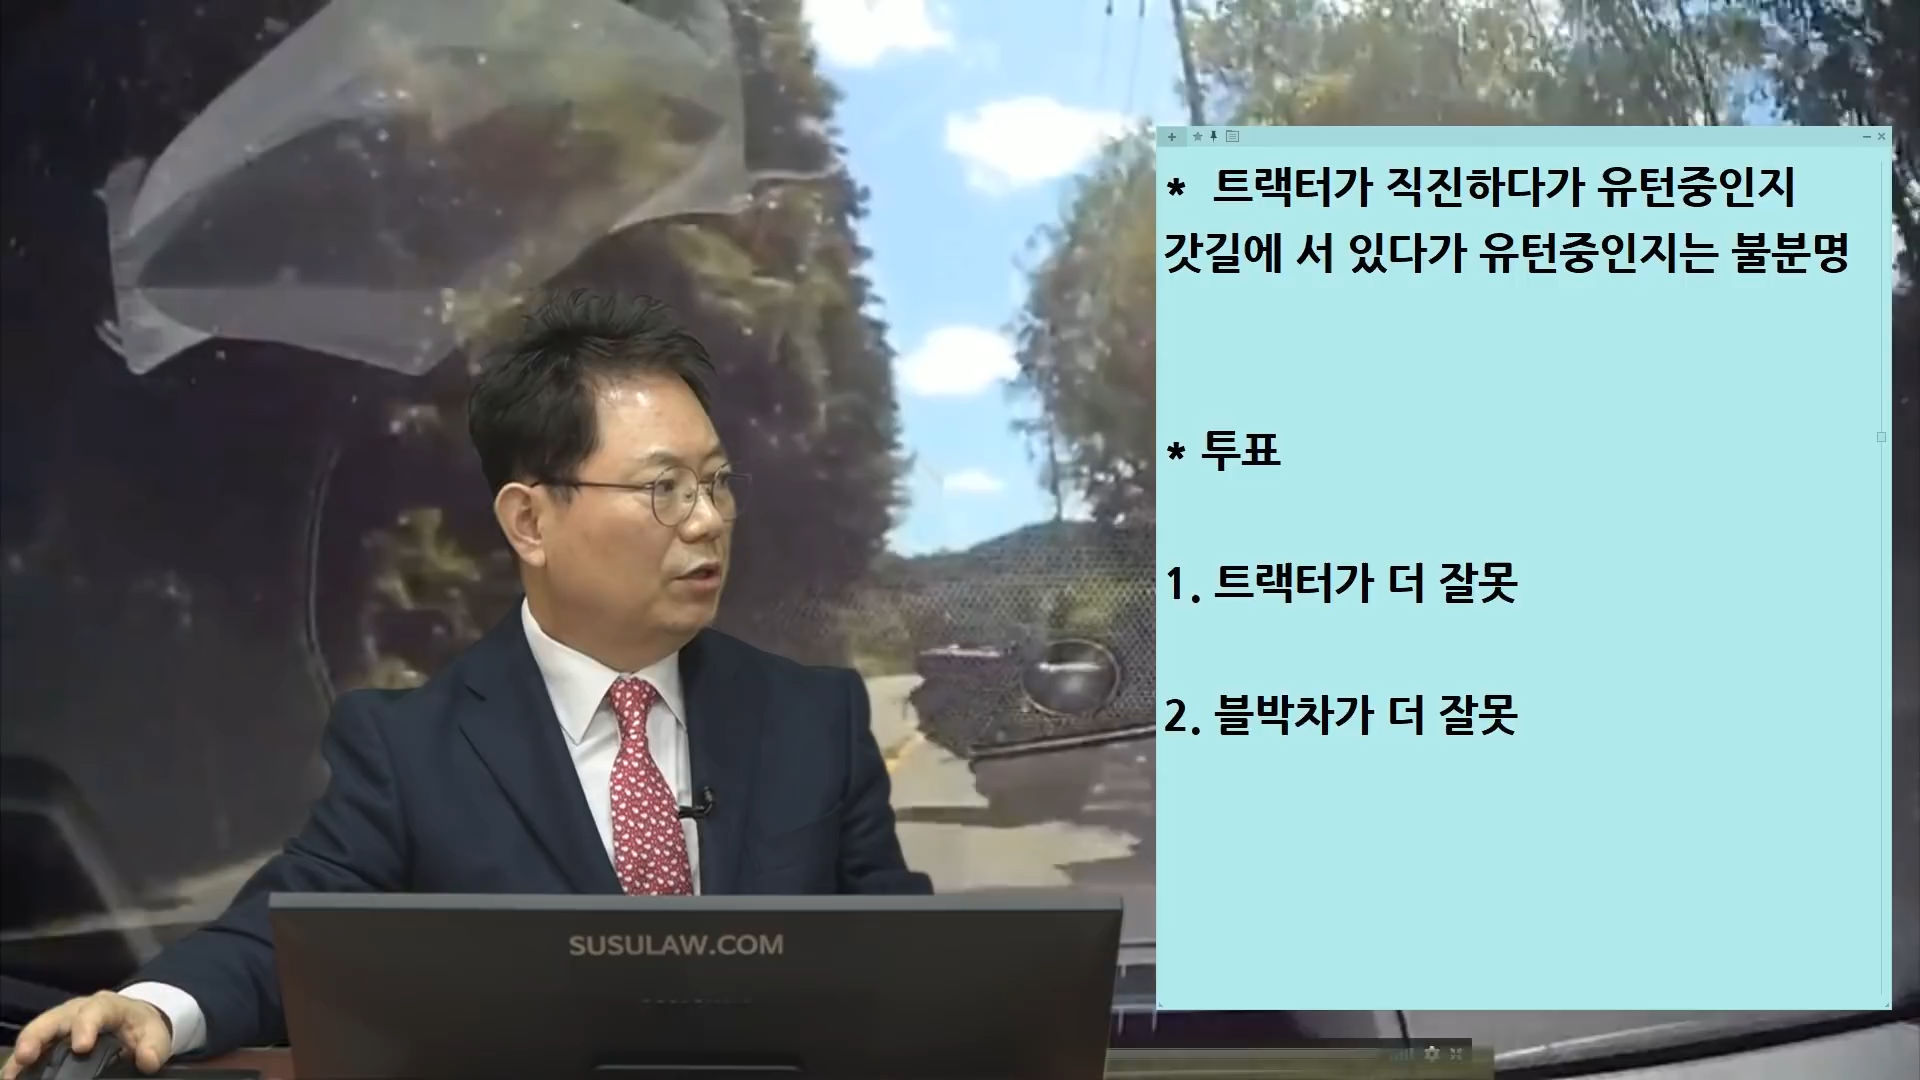 * 트랙터가 직진하다가 유턴중인지
갓길에 서 있다가 유턴중인지는 불분명
* 투표
1. 트랙터가 더 잘못
2. 블박차가 더 잘못
SUSULAW.COM